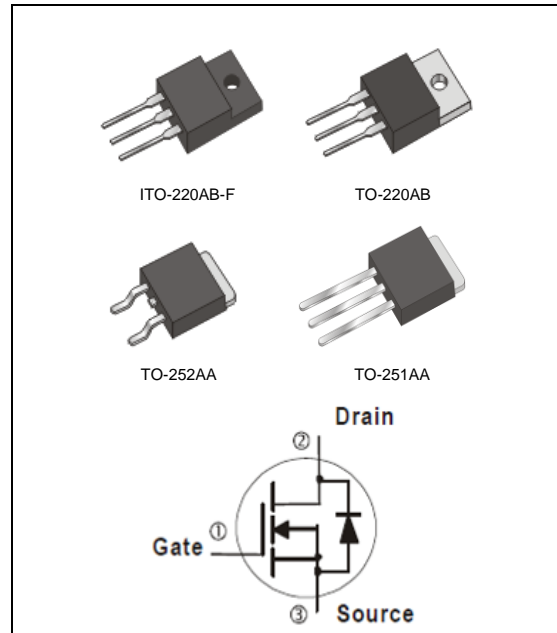 ITO-220AB-F
TO-220AB
TO-252AA
TO-251AA
Drain
②
①
Gate
③
Source